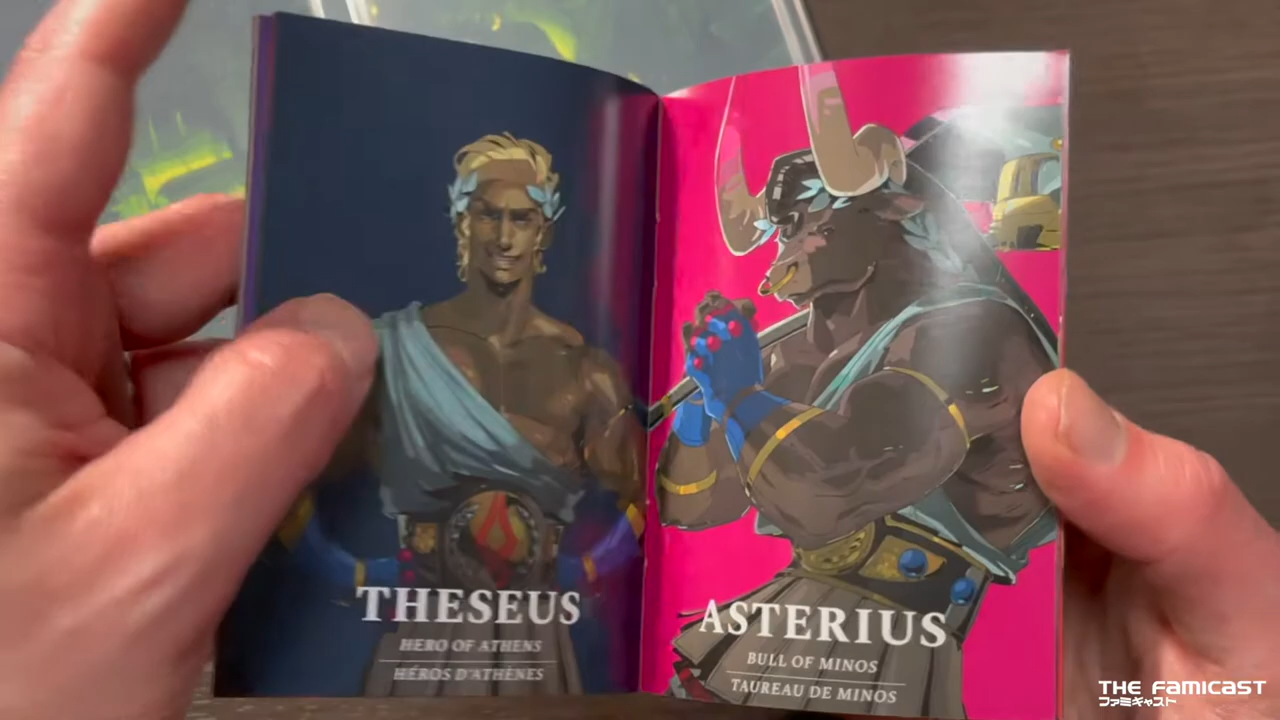 THESEUS
HERO OF ATHENS
HÉROS D'ATHÈNES
ASTERIUS
BULL OF MINOS
TAUREAU DE MINOS
THE FAMICAST
ファミキャスト